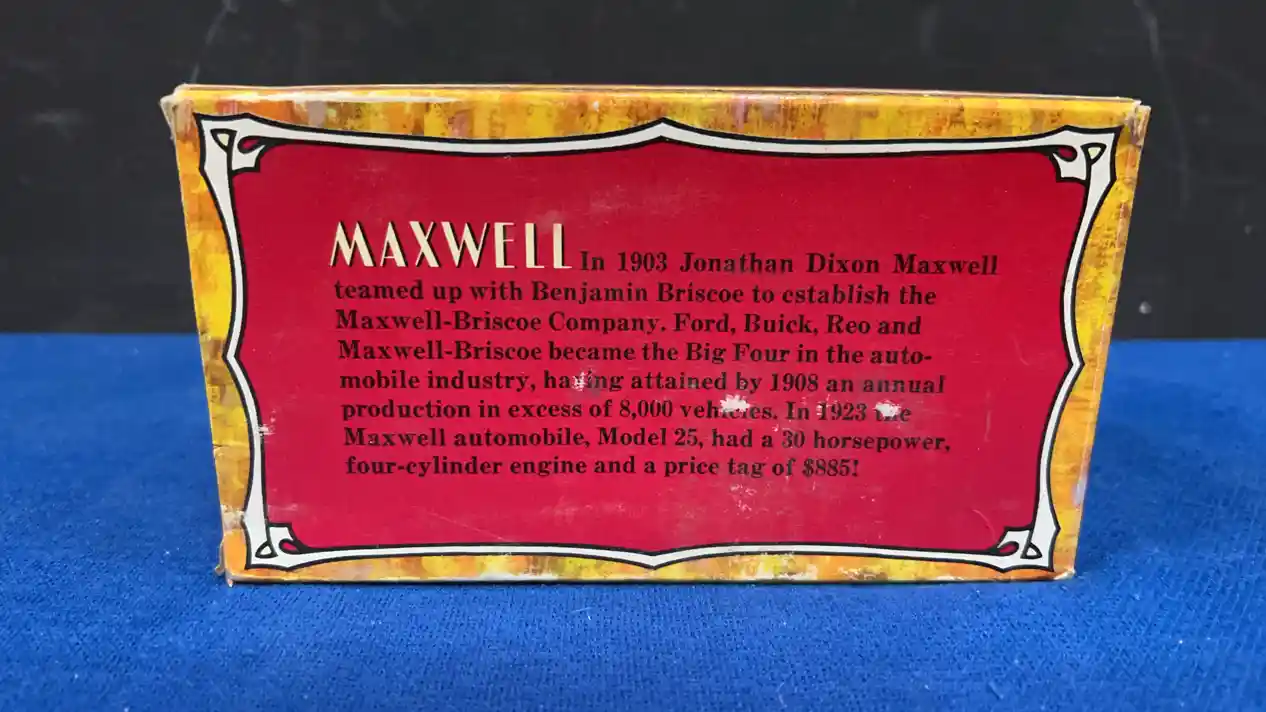 MAXWELL In 1903 Jonathan Dixon Maxwell
teamed up with Benjamin Briscoe to establish the
Maxwell-Briscoe Company. Ford, Buick, Reo and
Maxwell-Briscoe became the Big Four in the auto-
mobile industry, having attained by 1908 an annual
production in excess of 8,000 vehicles. In 1923 the
Maxwell automobile, Model 25, had a 30 horsepower,
four-cylinder engine and a price tag of $885!